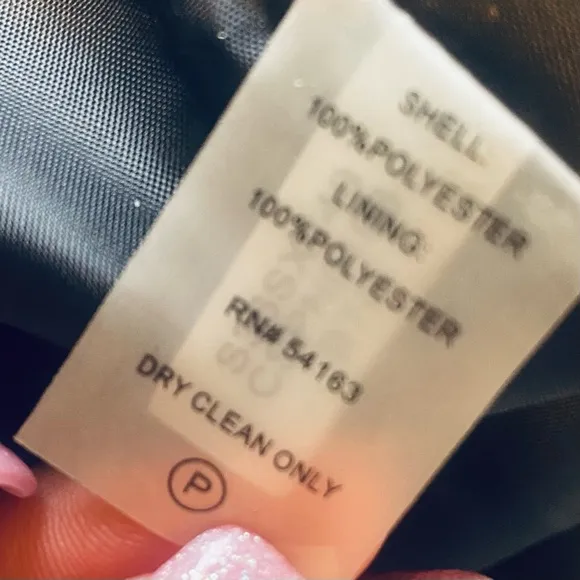 SHELL:
100%POLYESTER
LINING:
100%POLYESTER
RN# 54163
DRY CLEAN ONLY
P